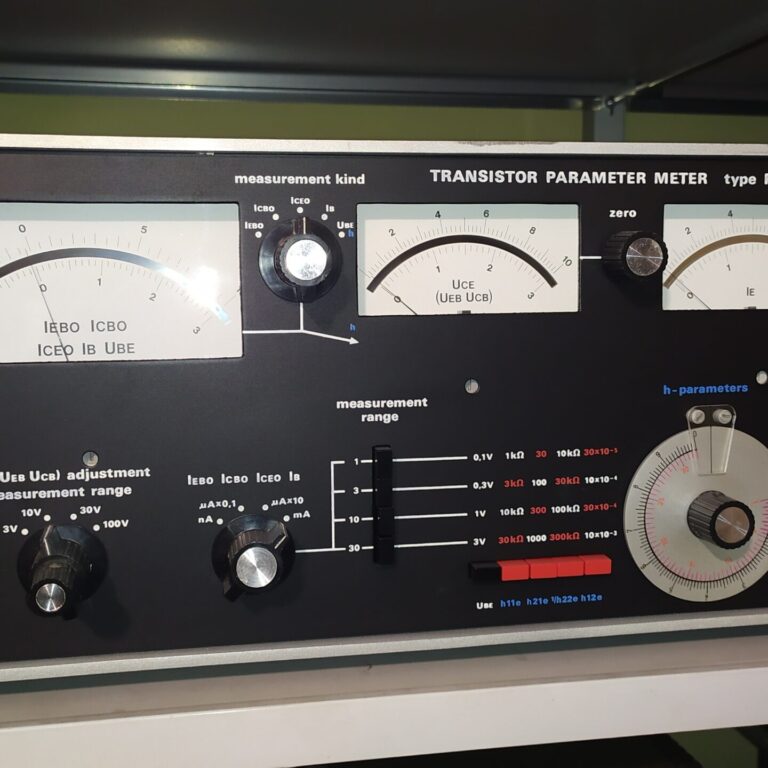 TRANSISTOR PARAMETER METER type
measurement kind
IEBO ICBO ICEO IB UBE h
h
0 5
0 1 2 3
IEBO ICBO
ICEO IB UBE
2 4 6 8 10
0 1 2 3
UCE
(UEB UCB)
zero
2 4
0 1
IE
measurement
range
h-parameters
UEB UCB) adjustment
measurement range
3V 10V 30V 100V
IEBO ICBO ICEO IB
nA µA×0,1 µA×10 mA
1 0,1V 1kΩ 30 10kΩ 30×10⁻⁵
3 0,3V 3kΩ 100 30kΩ 10×10⁻⁴
10 1V 10kΩ 300 100kΩ 30×10⁻⁴
30 3V 30kΩ 1000 300kΩ 10×10⁻³
UBE h11e h21e 1/h22e h12e